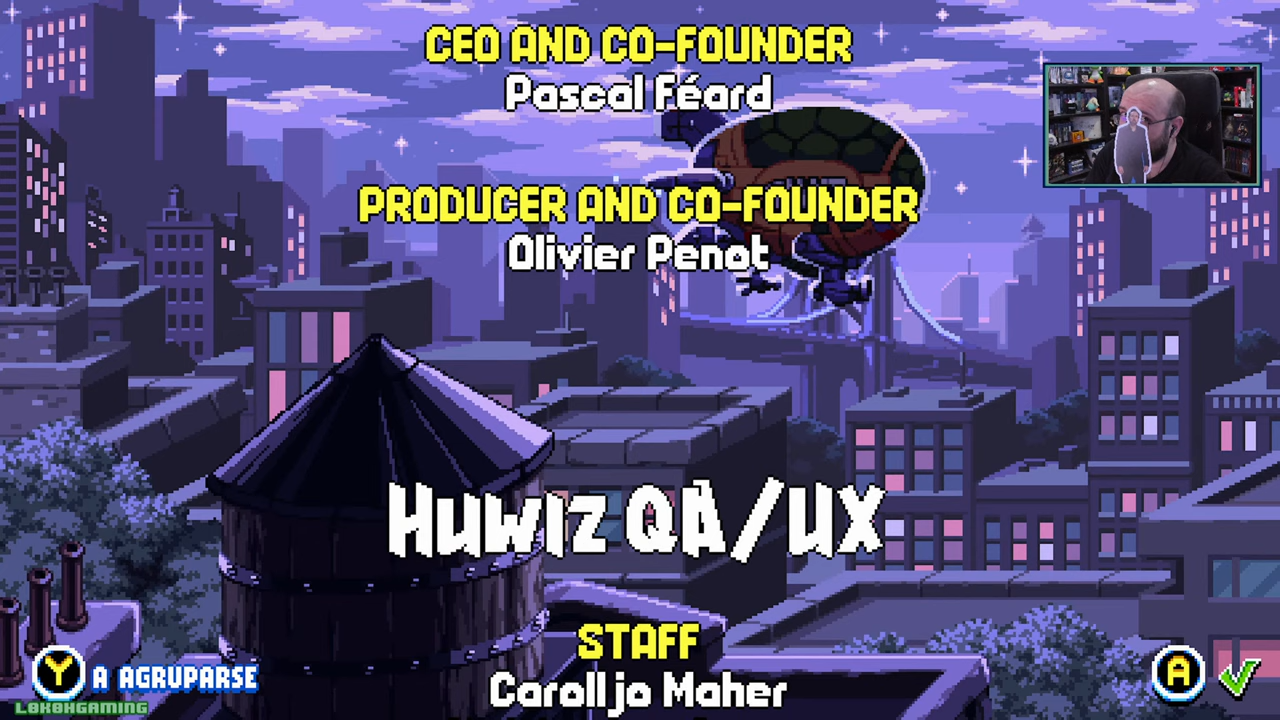 CEO AND CO-FOUNDER
Pascal Féard
PRODUCER AND CO-FOUNDER
Olivier Penot
HUWIZ QA/UX
STAFF
Carolljo Maher
Y A AGRUPARSE
A
L8K8HGAMING